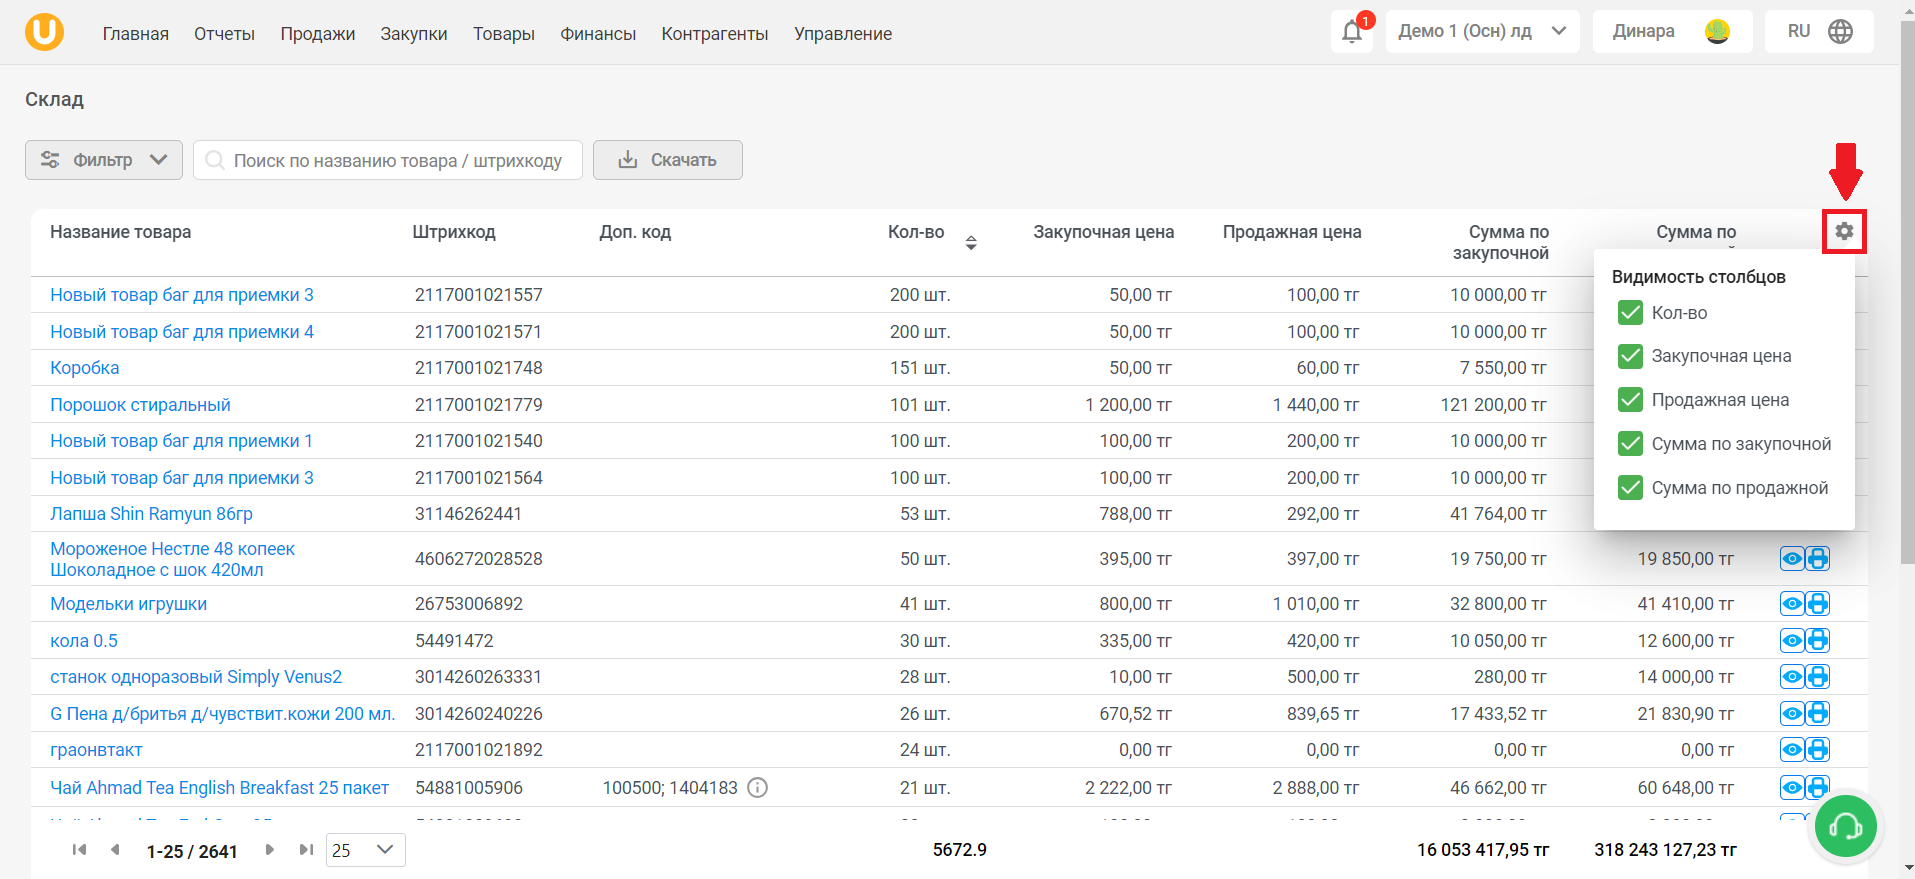 U
Главная Отчеты Продажи Закупки Товары Финансы Контрагенты Управление
1
Демо 1 (Осн) лд
Динара
RU
Склад
Фильтр
Поиск по названию товара / штрихкоду
Скачать
Название товара Штрихкод Доп. код Кол-во Закупочная цена Продажная цена Сумма по закупочной Сумма по
Видимость столбцов
Кол-во
Закупочная цена
Продажная цена
Сумма по закупочной
Сумма по продажной
Новый товар баг для приемки 3 2117001021557 200 шт. 50,00 тг 100,00 тг 10 000,00 тг
Новый товар баг для приемки 4 2117001021571 200 шт. 50,00 тг 100,00 тг 10 000,00 тг
Коробка 2117001021748 151 шт. 50,00 тг 60,00 тг 7 550,00 тг
Порошок стиральный 2117001021779 101 шт. 1 200,00 тг 1 440,00 тг 121 200,00 тг
Новый товар баг для приемки 1 2117001021540 100 шт. 100,00 тг 200,00 тг 10 000,00 тг
Новый товар баг для приемки 3 2117001021564 100 шт. 100,00 тг 200,00 тг 10 000,00 тг
Лапша Shin Ramyun 86гр 31146262441 53 шт. 788,00 тг 292,00 тг 41 764,00 тг
Мороженое Нестле 48 копеек
Шоколадное с шок 420мл 4606272028528 50 шт. 395,00 тг 397,00 тг 19 750,00 тг 19 850,00 тг
Модельки игрушки 26753006892 41 шт. 800,00 тг 1 010,00 тг 32 800,00 тг 41 410,00 тг
кола 0.5 54491472 30 шт. 335,00 тг 420,00 тг 10 050,00 тг 12 600,00 тг
станок одноразовый Simply Venus2 3014260263331 28 шт. 10,00 тг 500,00 тг 280,00 тг 14 000,00 тг
G Пена д/бритья д/чувствит.кожи 200 мл. 3014260240226 26 шт. 670,52 тг 839,65 тг 17 433,52 тг 21 830,90 тг
граонвтакт 2117001021892 24 шт. 0,00 тг 0,00 тг 0,00 тг 0,00 тг
Чай Ahmad Tea English Breakfast 25 пакет 54881005906 100500; 1404183 21 шт. 2 222,00 тг 2 888,00 тг 46 662,00 тг 60 648,00 тг
1-25 / 2641 25 5672.9 16 053 417,95 тг 318 243 127,23 тг